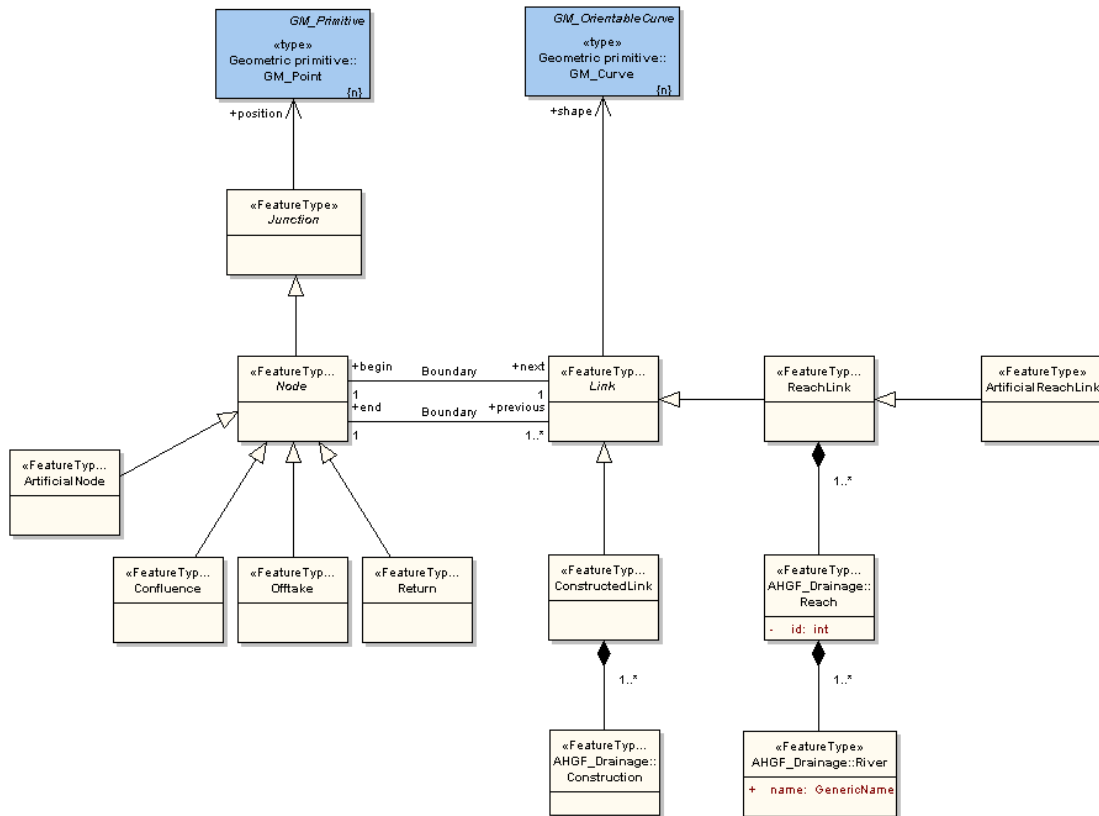 GM_Primitive
«type»
Geometric primitive::
GM_Point
{n}
GM_OrientableCurve
«type»
Geometric primitive::
GM_Curve
{n}
+position
+shape
«FeatureType»
Junction
«FeatureTyp...
Node
+begin
Boundary
+next
1
1
+end
Boundary
+previous
1
1..*
«FeatureTyp...
Link
«FeatureTyp...
ReachLink
«FeatureType»
ArtificialReachLink
«FeatureTyp...
ArtificialNode
1..*
«FeatureTyp...
Confluence
«FeatureTyp...
Offtake
«FeatureTyp...
Return
«FeatureTyp...
ConstructedLink
«FeatureTyp...
AHGF_Drainage::
Reach
- id: int
1..*
1..*
«FeatureTyp...
AHGF_Drainage::
Construction
«FeatureType»
AHGF_Drainage::River
+ name: GenericName